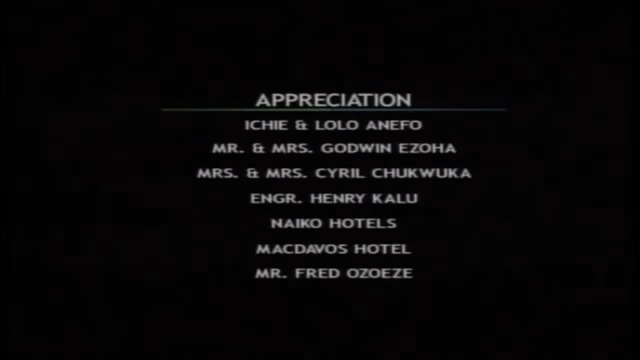 APPRECIATION
ICHIE & LOLO ANEFO
MR. & MRS. GODWIN EZOHA
MRS. & MRS. CYRIL CHUKWUKA
ENGR. HENRY KALU
NAIKO HOTELS
MACDAVOS HOTEL
MR. FRED OZOEZE